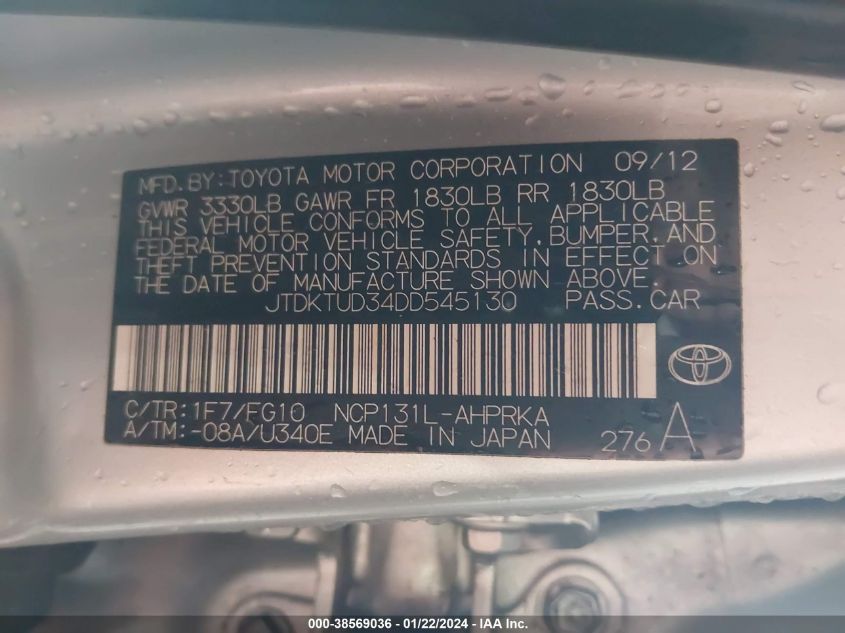 MFD. BY: TOYOTA MOTOR CORPORATION 09/12
GVWR 3330LB GAWR FR 1830LB RR 1830LB
THIS VEHICLE CONFORMS TO ALL APPLICABLE
FEDERAL MOTOR VEHICLE SAFETY, BUMPER, AND
THEFT PREVENTION STANDARDS IN EFFECT ON
THE DATE OF MANUFACTURE SHOWN ABOVE.
JTDKTUD34DD545130 PASS. CAR
C/TR: 1F7/FG10 NCP131L-AHPRKA
A/TM: -08A/U340E MADE IN JAPAN 276 A
000-38569036 - 01/22/2024 - IAA Inc.